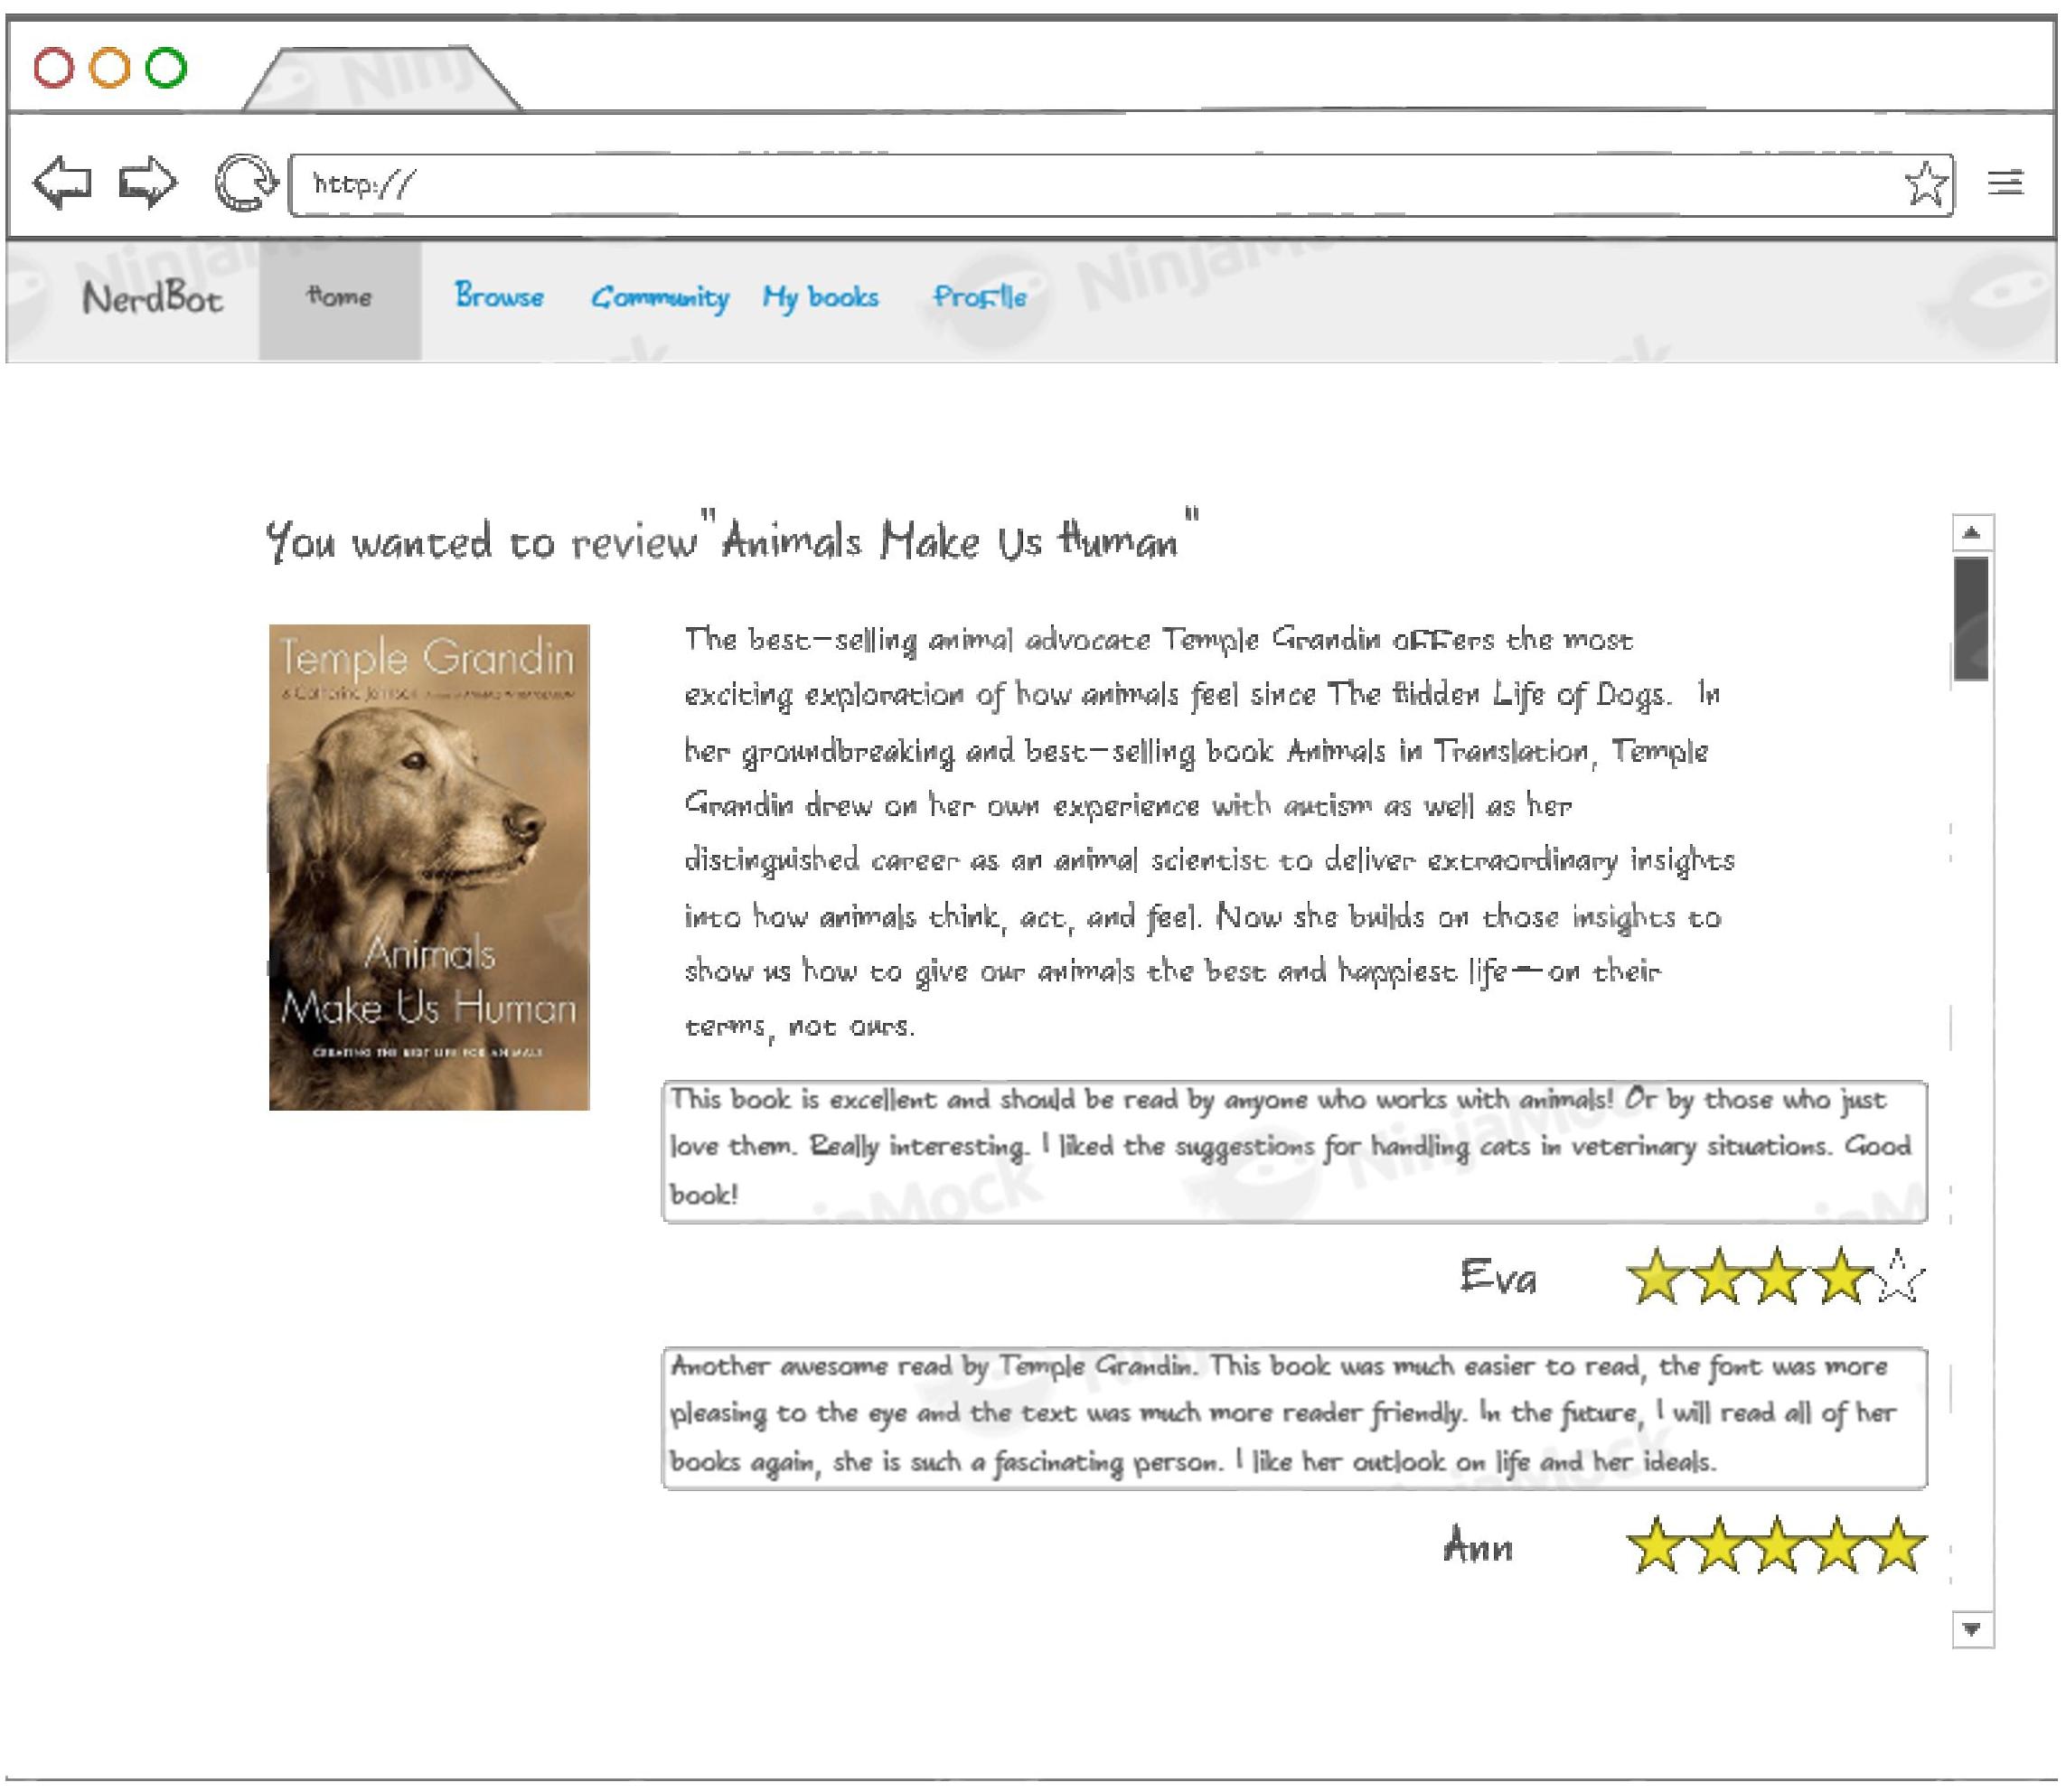 http://
NerdBot Home Browse Community My books Profile
You wanted to review "Animals Make Us Human"
Temple Grandin
& Catherine Johnson
Animals
Make Us Human
CREATING THE BEST LIFE FOR ANIMALS
The best-selling animal advocate Temple Grandin offers the most
exciting exploration of how animals feel since The Hidden Life of Dogs. In
her groundbreaking and best-selling book Animals in Translation, Temple
Grandin drew on her own experience with autism as well as her
distinguished career as an animal scientist to deliver extraordinary insights
into how animals think, act, and feel. Now she builds on those insights to
show us how to give our animals the best and happiest life—on their
terms, not ours.
This book is excellent and should be read by anyone who works with animals! Or by those who just
love them. Really interesting. I liked the suggestions for handling cats in veterinary situations. Good
book!
Eva
Another awesome read by Temple Grandin. This book was much easier to read, the font was more
pleasing to the eye and the text was much more reader friendly. In the future, I will read all of her
books again, she is such a fascinating person. I like her outlook on life and her ideals.
Ann
NinjaMock